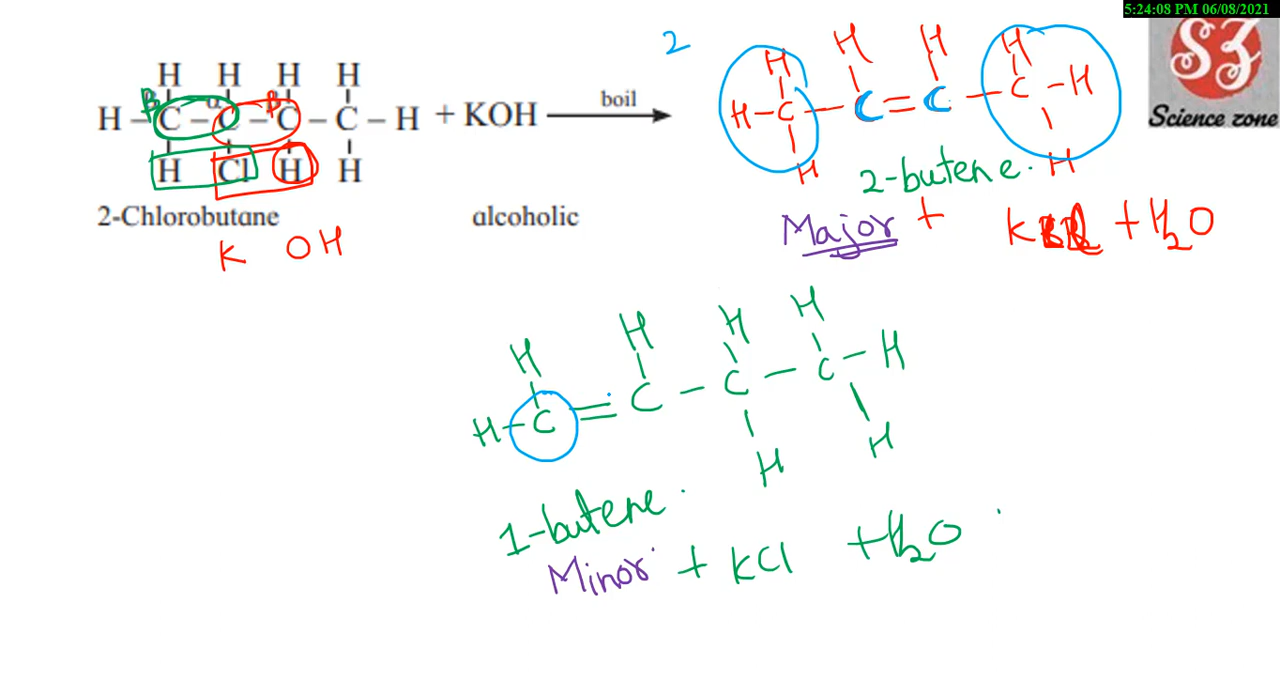 5:24:08 PM 06/08/2021
SZ
Science zone
2
H H H H
β α β
H – C – C – C – C – H + KOH boil
H Cl H H
2-Chlorobutane alcoholic
K OH
H H H H
H – C – C = C – C – H
H H
2-butene.
Major + K + H2O
H H H H
H – C = C – C – C – H
H H
1-butene.
Minor + KCl + H2O